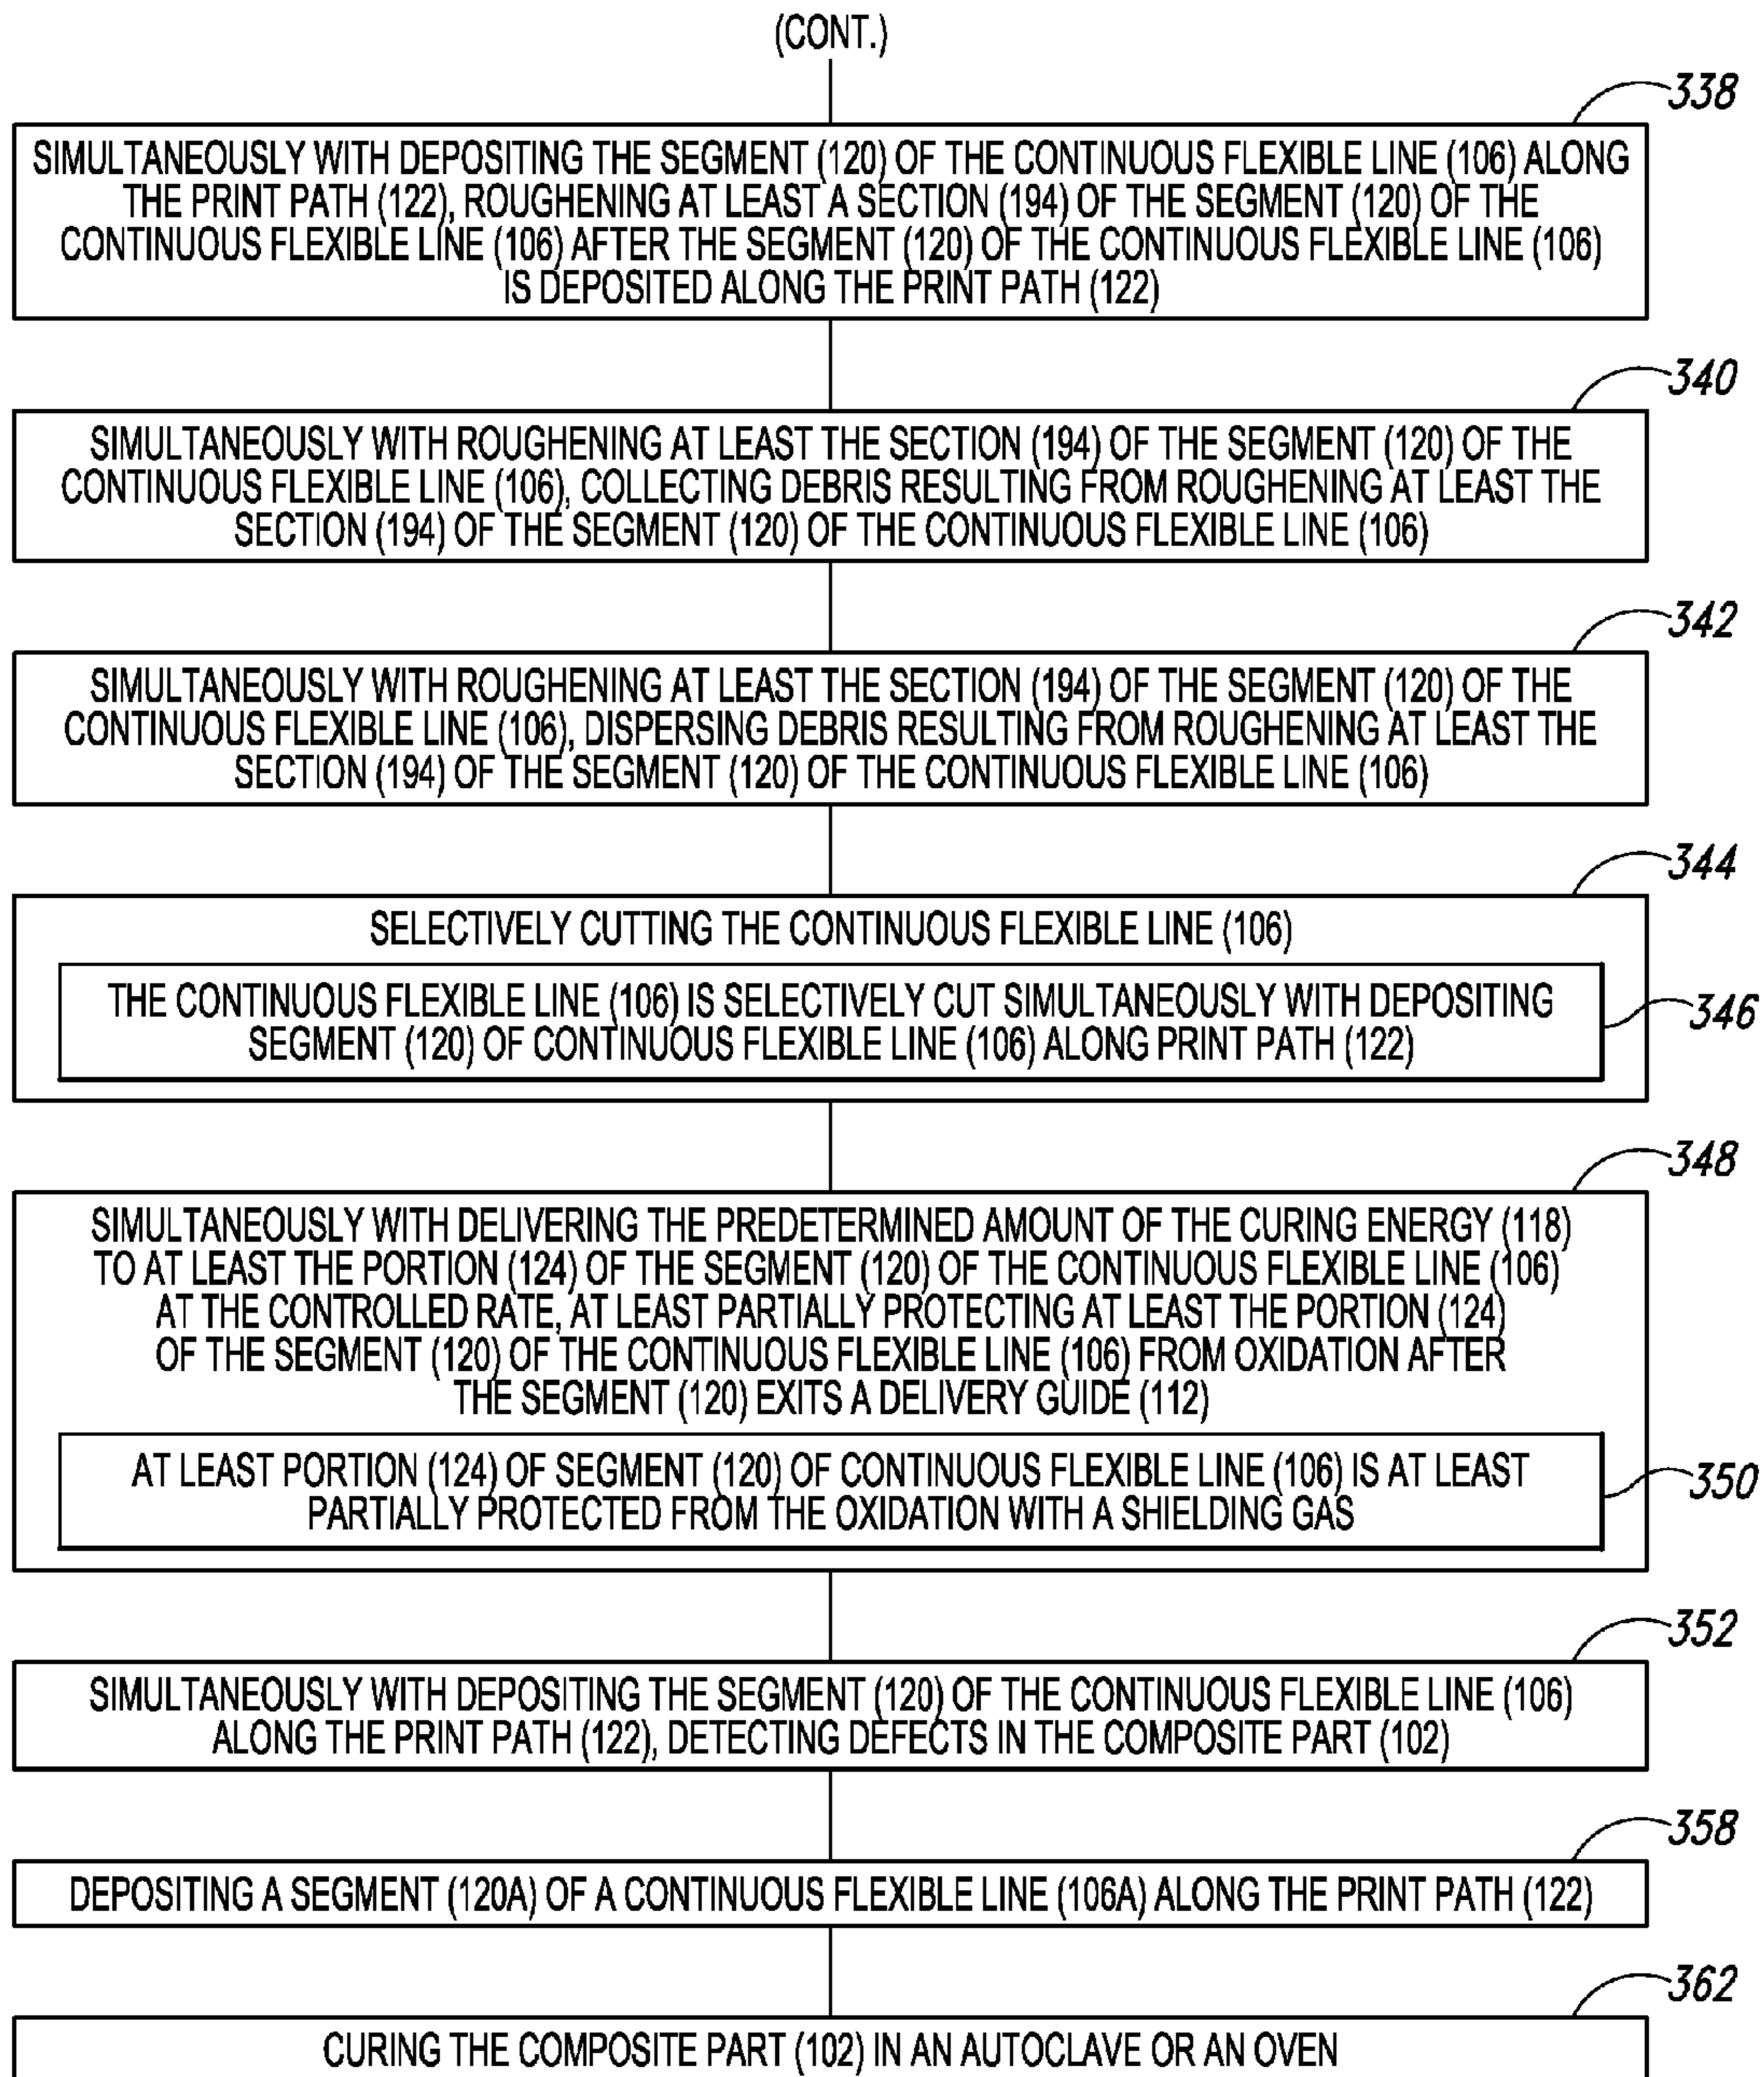 (CONT.)
338
SIMULTANEOUSLY WITH DEPOSITING THE SEGMENT (120) OF THE CONTINUOUS FLEXIBLE LINE (106) ALONG
THE PRINT PATH (122), ROUGHENING AT LEAST A SECTION (194) OF THE SEGMENT (120) OF THE
CONTINUOUS FLEXIBLE LINE (106) AFTER THE SEGMENT (120) OF THE CONTINUOUS FLEXIBLE LINE (106)
IS DEPOSITED ALONG THE PRINT PATH (122)
340
SIMULTANEOUSLY WITH ROUGHENING AT LEAST THE SECTION (194) OF THE SEGMENT (120) OF THE
CONTINUOUS FLEXIBLE LINE (106), COLLECTING DEBRIS RESULTING FROM ROUGHENING AT LEAST THE
SECTION (194) OF THE SEGMENT (120) OF THE CONTINUOUS FLEXIBLE LINE (106)
342
SIMULTANEOUSLY WITH ROUGHENING AT LEAST THE SECTION (194) OF THE SEGMENT (120) OF THE
CONTINUOUS FLEXIBLE LINE (106), DISPERSING DEBRIS RESULTING FROM ROUGHENING AT LEAST THE
SECTION (194) OF THE SEGMENT (120) OF THE CONTINUOUS FLEXIBLE LINE (106)
344
SELECTIVELY CUTTING THE CONTINUOUS FLEXIBLE LINE (106)
THE CONTINUOUS FLEXIBLE LINE (106) IS SELECTIVELY CUT SIMULTANEOUSLY WITH DEPOSITING
SEGMENT (120) OF CONTINUOUS FLEXIBLE LINE (106) ALONG PRINT PATH (122)
346
348
SIMULTANEOUSLY WITH DELIVERING THE PREDETERMINED AMOUNT OF THE CURING ENERGY (118)
TO AT LEAST THE PORTION (124) OF THE SEGMENT (120) OF THE CONTINUOUS FLEXIBLE LINE (106)
AT THE CONTROLLED RATE, AT LEAST PARTIALLY PROTECTING AT LEAST THE PORTION (124)
OF THE SEGMENT (120) OF THE CONTINUOUS FLEXIBLE LINE (106) FROM OXIDATION AFTER
THE SEGMENT (120) EXITS A DELIVERY GUIDE (112)
AT LEAST PORTION (124) OF SEGMENT (120) OF CONTINUOUS FLEXIBLE LINE (106) IS AT LEAST
PARTIALLY PROTECTED FROM THE OXIDATION WITH A SHIELDING GAS
350
352
SIMULTANEOUSLY WITH DEPOSITING THE SEGMENT (120) OF THE CONTINUOUS FLEXIBLE LINE (106)
ALONG THE PRINT PATH (122), DETECTING DEFECTS IN THE COMPOSITE PART (102)
358
DEPOSITING A SEGMENT (120A) OF A CONTINUOUS FLEXIBLE LINE (106A) ALONG THE PRINT PATH (122)
362
CURING THE COMPOSITE PART (102) IN AN AUTOCLAVE OR AN OVEN